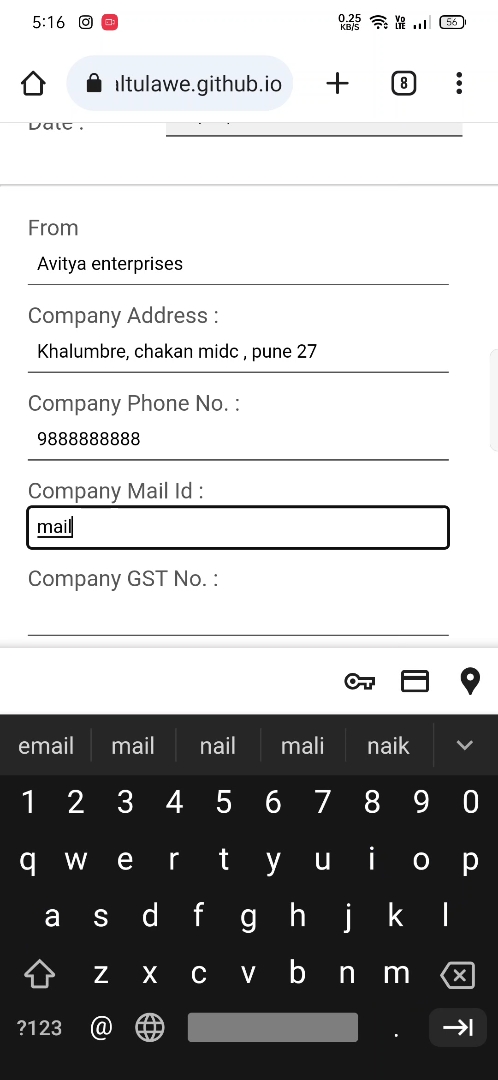 5:16 0.25 KB/S Vo LTE 56
ıltulawe.github.io 8
Date :
From
Avitya enterprises
Company Address :
Khalumbre, chakan midc , pune 27
Company Phone No. :
9888888888
Company Mail Id :
mail
Company GST No. :
email mail nail mali naik
1 2 3 4 5 6 7 8 9 0
q w e r t y u i o p
a s d f g h j k l
z x c v b n m
?123 @ .